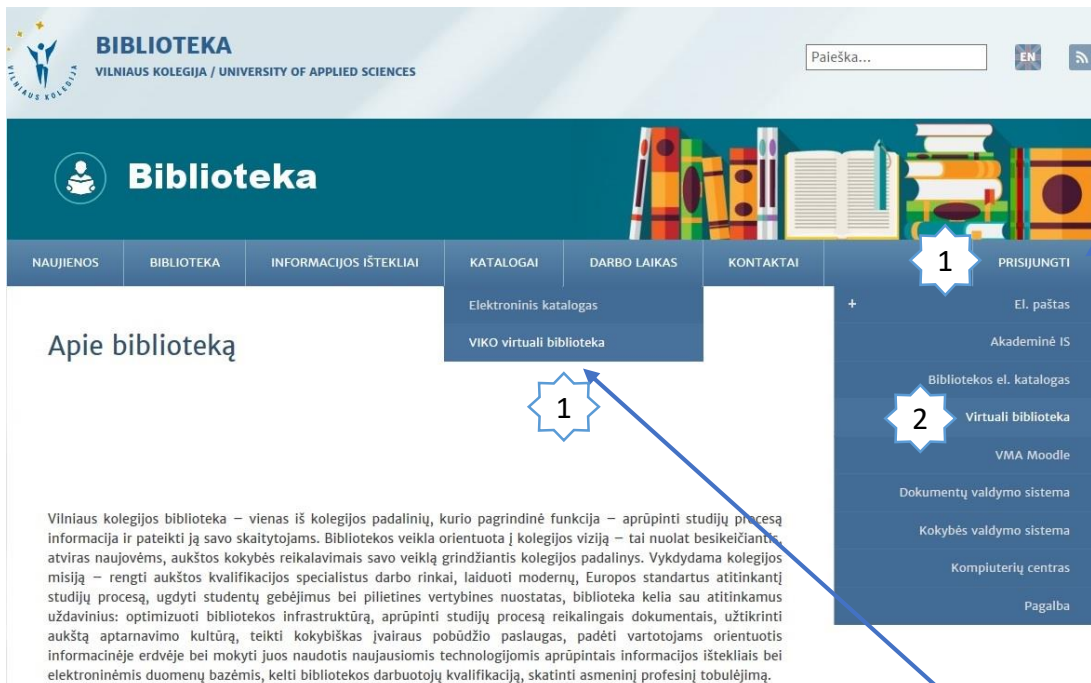 BIBLIOTEKA
VILNIAUS KOLEGIJA / UNIVERSITY OF APPLIED SCIENCES
VILNIAUS KOLEGIJA
Paieška...
EN
Biblioteka
NAUJIENOS
BIBLIOTEKA
INFORMACIJOS IŠTEKLIAI
KATALOGAI
DARBO LAIKAS
KONTAKTAI
1
PRISIJUNGTI
Elektroninis katalogas
VIKO virtuali biblioteka
1
+ El. paštas
Akademinė IS
Bibliotekos el. katalogas
2
Virtuali biblioteka
VMA Moodle
Dokumentų valdymo sistema
Kokybės valdymo sistema
Kompiuterių centras
Pagalba
Apie biblioteką
Vilniaus kolegijos biblioteka – vienas iš kolegijos padalinių, kurio pagrindinė funkcija – aprūpinti studijų procesą
informacija ir pateikti ją savo skaitytojams. Bibliotekos veikla orientuota į kolegijos viziją – tai nuolat besikeičiantis,
atviras naujovėms, aukštos kokybės reikalavimais savo veiklą grindžiantis kolegijos padalinys. Vykdydama kolegijos
misiją – rengti aukštos kvalifikacijos specialistus darbo rinkai, laiduoti modernų, Europos standartus atitinkantį
studijų procesą, ugdyti studentų gebėjimus bei pilietines vertybines nuostatas, biblioteka kelia sau atitinkamus
uždavinius: optimizuoti bibliotekos infrastruktūrą, aprūpinti studijų procesą reikalingais dokumentais, užtikrinti
aukštą aptarnavimo kultūrą, teikti kokybiškas įvairaus pobūdžio paslaugas, padėti vartotojams orientuotis
informacinėje erdvėje bei mokyti juos naudotis naujausiomis technologijomis aprūpintais informacijos ištekliais bei
elektroninėmis duomenų bazėmis, kelti bibliotekos darbuotojų kvalifikaciją, skatinti asmeninį profesinį tobulėjimą.